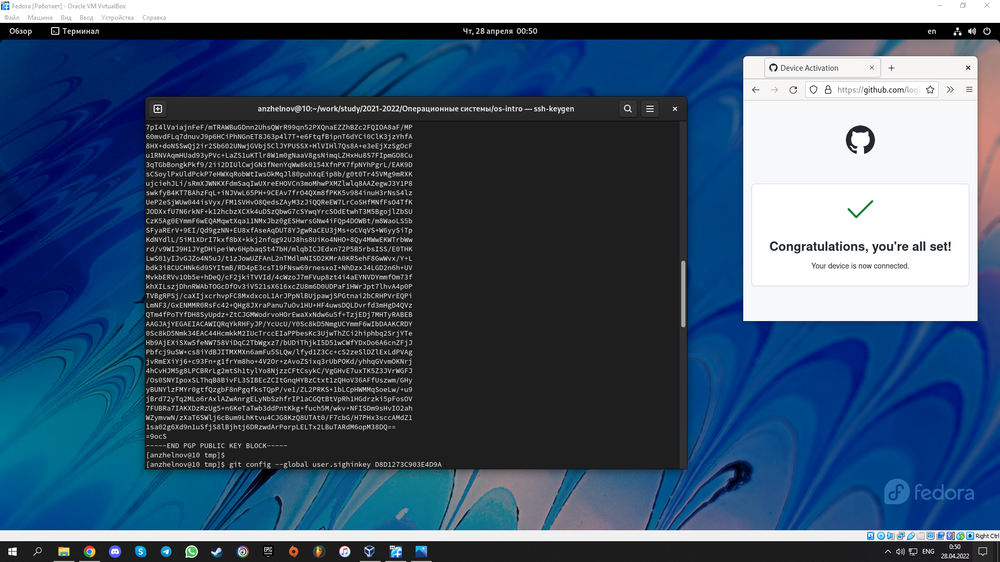 Fedora [Работает] - Oracle VM VirtualBox
Файл Машина Вид Ввод Устройства Справка
Обзор Терминал Чт, 28 апреля 00:50 en
Device Activation
https://github.com/logi
anzhelnov@10:~/work/study/2021-2022/Операционные системы/os-intro — ssh-keygen
7pI4lVaiajnFeF/mTRAWBuGDnn2UhsQWrR99qn52PXQnaEZZhBZc2FQIOA8aF/MP
60mvdFLq7dnuvJ9p6HCiPhNGnET8J63p4l7T+e6FtqfBipnT6dYCi0ClK3jzYhfA
8HX+doNSSwQj2ir2Sb602UNwjGVbj5ClJYPUSSX+HlVIHl7Qs8A+e3eEjXzSgOcF
u1RNVAqmHUad93yPVc+LaZS1uKTlr8W1m0gNaaV8gsNimqLZHxHu8S7FIpmGO8Cu
3qTGbBongkPkf9/2ii2DIUlCwjGN3fNenYqWw8k0154XfnPX7fpNYhPgrL/EAK9D
sCSoylPxUldPckP7eHWXqRobWtIwsOkMqJl80puhXqEip8b/g0t0Tr45VMg9mRXK
ujciehJLi/sRmXJWNKXFdmSaqIwUXreEHOVCn3moMhwPXMZlwlq8AAZegwJ3Y1P8
swkfyB4KT7BAhzFqL+iNJVwL65PH+9CEAv7frO4QXm8fPKK5v984inuH3rNsS4lz
UeP2eSjWUw044isVyx/FM1SVHvO8QedsZAyM3zJiQQReEW7LrCoSHfMNfFsO4TfK
JODXxfU7N6rkNF+k12hcbzXCXk4uDSzQbwG7cSYwqYrcSOdEtwhT3M5BgojlZbSU
CzK5Ag0EYmmF6wEQAMqwtXqa11NMxJbz0gESHwrsGNw4iFQp4DOWBt/m8WaoLS5b
SFyaRErV+9EI/Qd9gzNN+EU8xfAseAqDUT8YJgwRaCEU3jMs+oCVqVS+W6yySiTp
KdNYdlL/5iM1XDrI7kxf8bX+kkj2nfqg92UJ8hs8UiKo4NHO+8Qy4MWwEKWTrbWw
rd/v9WIJ9H1JYgDHipeiWv6HpbaqSt47bH/mlqbICJEdxn72P5B5rbsISS/E0THK
LwS01yIJvGJZo4N5uJ/t1zJowUZFAnL2nTMdlmNISD2KMrA0KRSehF8GwWvx/Y+L
bdk3i8CUCHNk6d9SYItmB/RD4pE3csT19FNsw69rnesxoI+NhDzxJ4LGD2n6h+UV
MvkbERVv1Ob5e+hDeQ/cF2jkiTVVId/4cWzoJ7mFVup8zt4i4aEYNVDYmmfOm73f
khXILszjDhnRWAbTOGcDfOv3iV521sX616xcZU8m6D0UDPaF1HWrJpt7lhvA4p0P
TVBgRPSj/caXIjxcrhvpFC8MxdxcoL1ArJPpNlBUjpawjSPGtnai2bCRHPVrEQPi
LmNF3/GxENMMR0RsFc42+QHg8JXraPanu7uOv1HU+HF4uwsDQLDvrfd3mHgD4QVz
QTm4fPoTYfDH8SyUpdz+ZtCJGMWodrvoHOrEwaXxNdw6u5f+TzjEDj7MHTyRABEB
AAGJAjYEGAEIACAWIQRqYkRHFyJP/YcUcU/Y0Sc8kD5NmgUCYmmF6wIbDAAKCRDY
0Sc8kD5Nmk34EAC44HcmkkM2IUcTrccEIaPPbesKc3UjwThZCi2hiphbq2SrjYTe
Hb9AjEXiSXw5feNW758ViDqC2TbWgxz7/bUDiThjkI5D51wCWfYDxDo6A6cnZFjJ
Pbfcj9uSW+cs8iYdBJITMXMXn6amFu5SLQw/lfyd1Z3Cc+cS2zeSlDZlExLdPVAg
jvRmEXiYj6+c93Fn+g1frYm8ho+4V2Or+zAvoZSixq3rUbPOKd/yhhqGVvmOKNrj
4hCvHJM5g8LPCBRrLg2mtSh1tylYo8NjzzCFtCsykC/VgGHvE7uxTK5Z3JVrWGFJ
/Os0SNYIpoxSLThqB8BivFL3SIBEcZCItGnqHYBzCtxt1zQHoV36AFfUszwm/GHy
yBUNYlzFMYr0gtfQzgbF8nPgqfksTQpP/ve1/ZL2PRKS+1bLCpHWMMqSoeLw/+u9
jBrd72yTq2MLo6rAxlAZwAnrgELyNbSzhfrIP1aCGQtBtVpRh1HGdrzki5pFosOV
7FUBRa7IAKXDzRzUg5+n6KeTaTwb3ddPntKkg+fuch5M/wkv+NFISDm9sHvIO2ah
WZymvwN/zXaT6SWlj6cBum9LhKtvu4CJG8KzQ8UTAt0/F7cbG/H7PHx3sccAMdZ1
1sa02g6Xd9n1uSfjS8lBjhtj6DRzwdArPorpLELTx2LBuTARdM6opM38DQ==
=9ocS
-----END PGP PUBLIC KEY BLOCK-----
[anzhelnov@10 tmp]$
[anzhelnov@10 tmp]$ git config --global user.sighinkey D8D1273C903E4D9A
Congratulations, you're all set!
Your device is now connected.
fedora
Right Ctrl
EPIC GAMES
ENG
0:50
28.04.2022